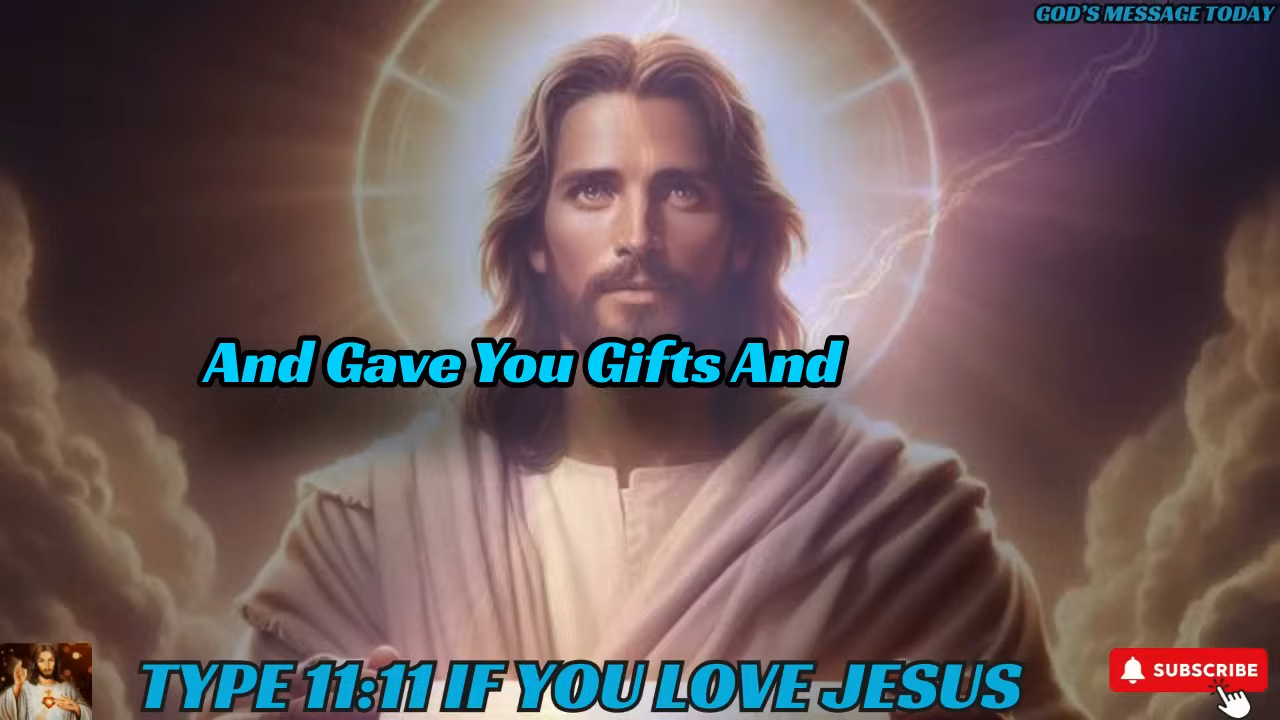 GOD'S MESSAGE TODAY
And Gave You Gifts And
TYPE 11:11 IF YOU LOVE JESUS
SUBSCRIBE